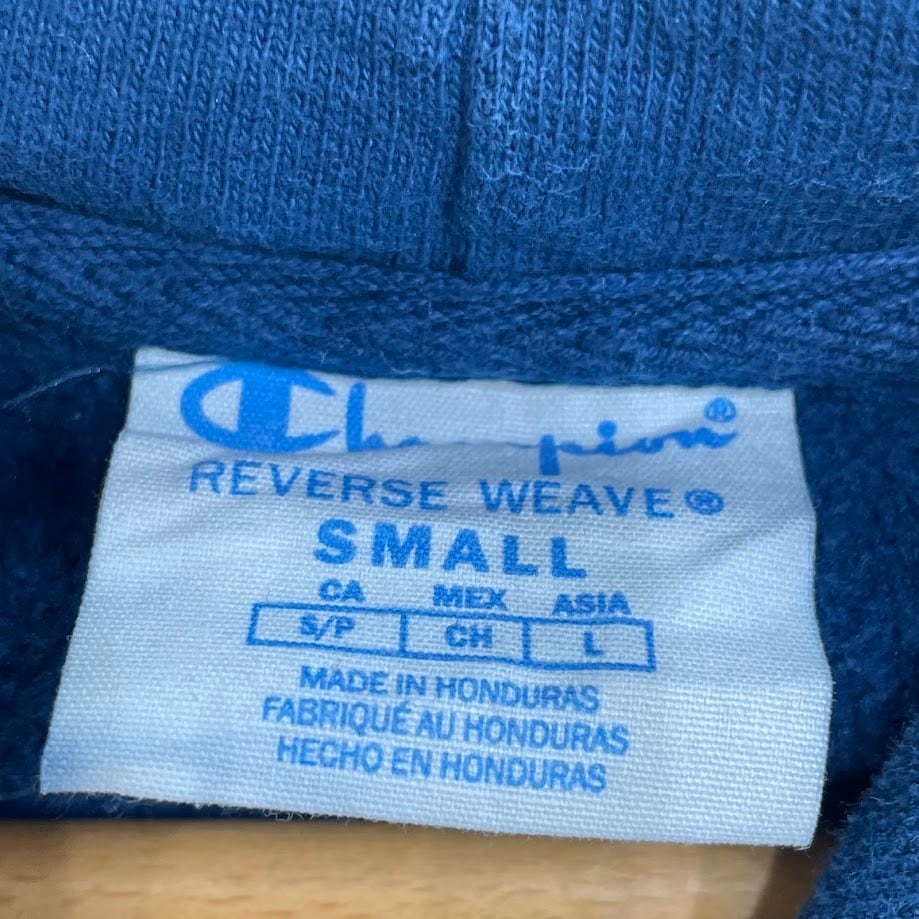 Champion®
REVERSE WEAVE®
SMALL
CA MEX ASIA
S/P CH L
MADE IN HONDURAS
FABRIQUÉ AU HONDURAS
HECHO EN HONDURAS